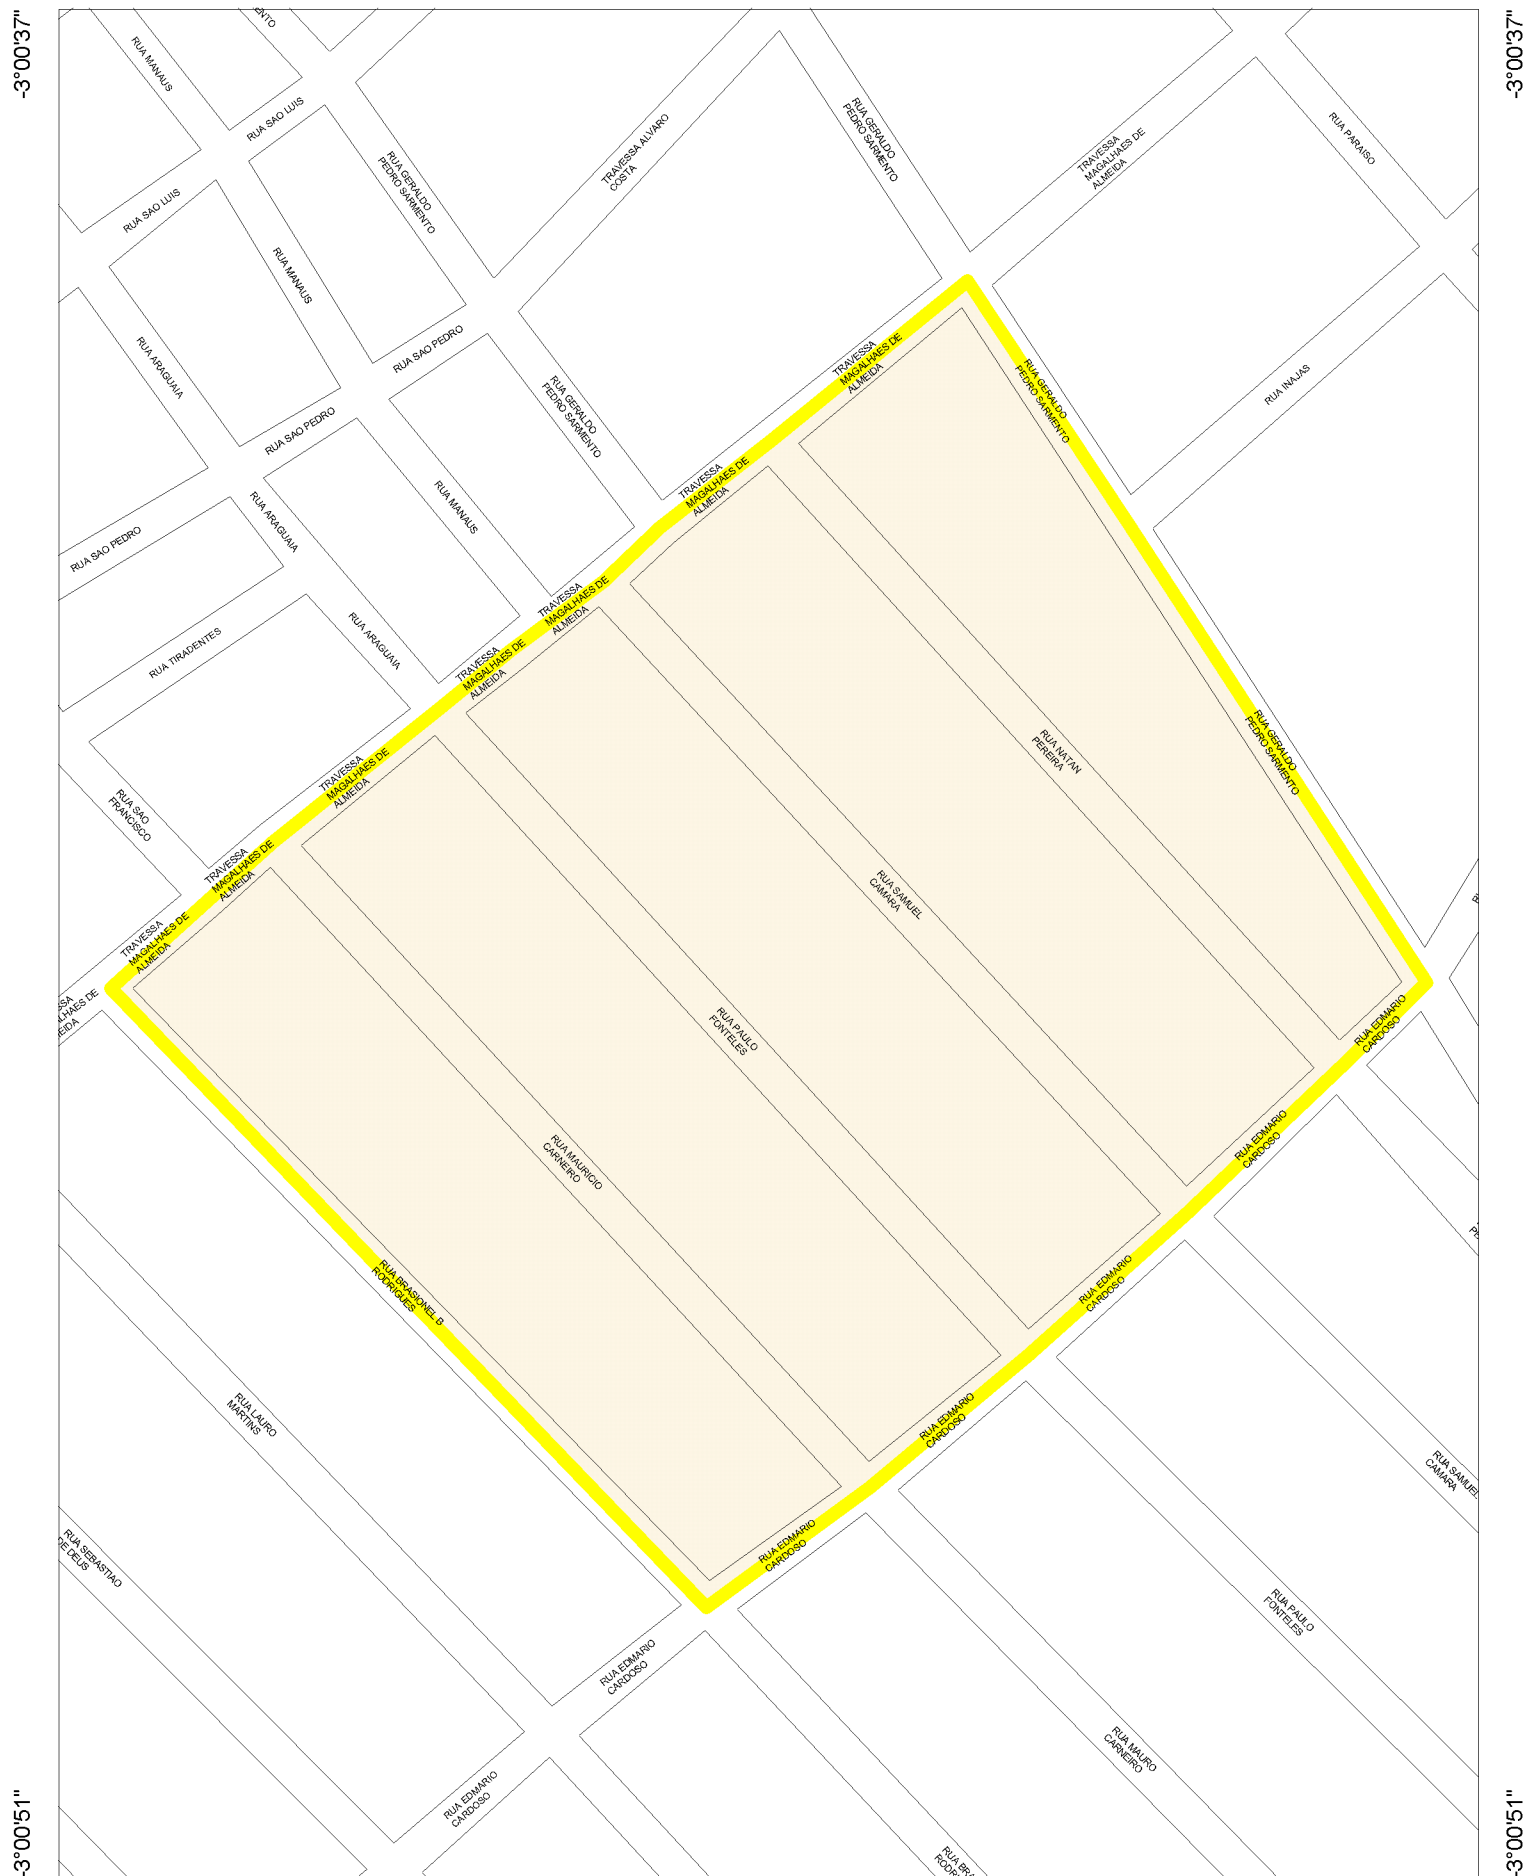 -3°00'37"
-3°00'37"
RUA MANAUS
RUA SAO LUIS
RUA GERALDO
PEDRO SARMENTO
TRAVESSA ALVARO
COSTA
RUA GERALDO
PEDRO SARMENTO
TRAVESSA
MAGALHAES DE
ALMEIDA
RUA PARAISO
RUA SAO LUIS
RUA MANAUS
RUA ARAGUAIA
RUA SAO PEDRO
RUA GERALDO
PEDRO SARMENTO
TRAVESSA
MAGALHAES DE
ALMEIDA
RUA GERALDO
PEDRO SARMENTO
RUA INAJAS
RUA SAO PEDRO
RUA ARAGUAIA
RUA MANAUS
TRAVESSA
MAGALHAES DE
ALMEIDA
RUA SAO PEDRO
TRAVESSA
MAGALHAES DE
ALMEIDA
RUA TIRADENTES
RUA ARAGUAIA
TRAVESSA
MAGALHAES DE
ALMEIDA
RUA NATAN
PEREIRA
RUA GERALDO
PEDRO SARMENTO
TRAVESSA
MAGALHAES DE
ALMEIDA
RUA SAO
FRANCISCO
TRAVESSA
MAGALHAES DE
ALMEIDA
RUA SAMUEL
CAMARA
TRAVESSA
MAGALHAES DE
ALMEIDA
RUA PAULO
FONTELES
RUA EDMARIO
CARDOSO
RUA MAURICIO
CARNEIRO
RUA EDMARIO
CARDOSO
RUA BRASIONEL B
RODRIGUES
RUA EDMARIO
CARDOSO
RUA LAURO
MARTINS
RUA EDMARIO
CARDOSO
RUA SAMUEL
CAMARA
RUA SEBASTIAO
DE DEUS
RUA EDMARIO
CARDOSO
RUA PAULO
FONTELES
RUA EDMARIO
CARDOSO
RUA MAURO
CARNEIRO
RUA EDMARIO
CARDOSO
-3°00'51"
-3°00'51"